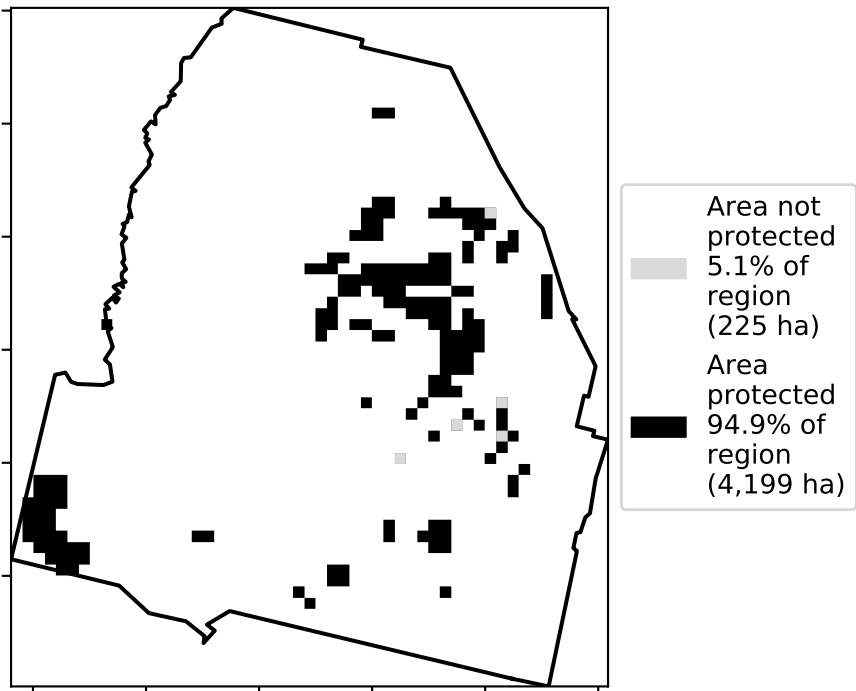 Area not
protected
5.1% of
region
(225 ha)
Area
protected
94.9% of
region
(4,199 ha)